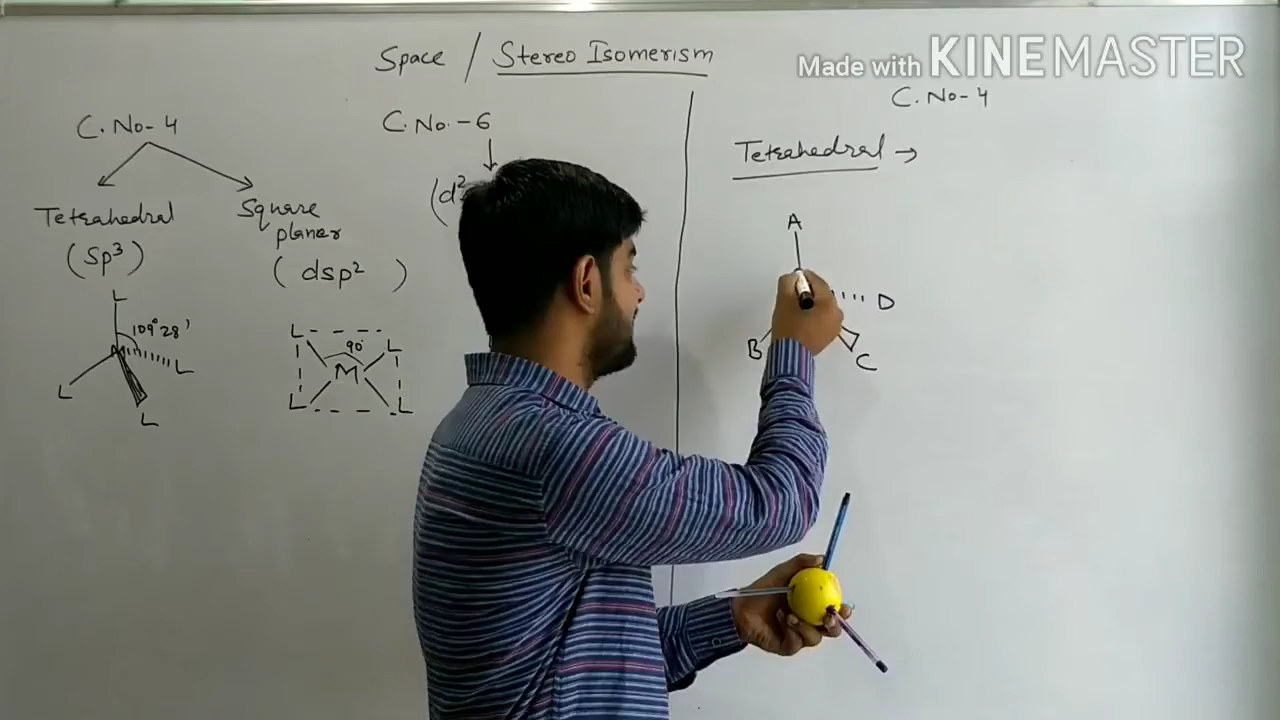 Space / Stereo Isomerism
Made with KINEMASTER
C.No-4
Tetrahedral
(Sp³)
L
109°28'
L
L
L
Square
planer
(dsp²)
L
L
90°
M
L
L
C.No.-6
(d²
C.No-4
Tetrahedral →
A
D
B
C